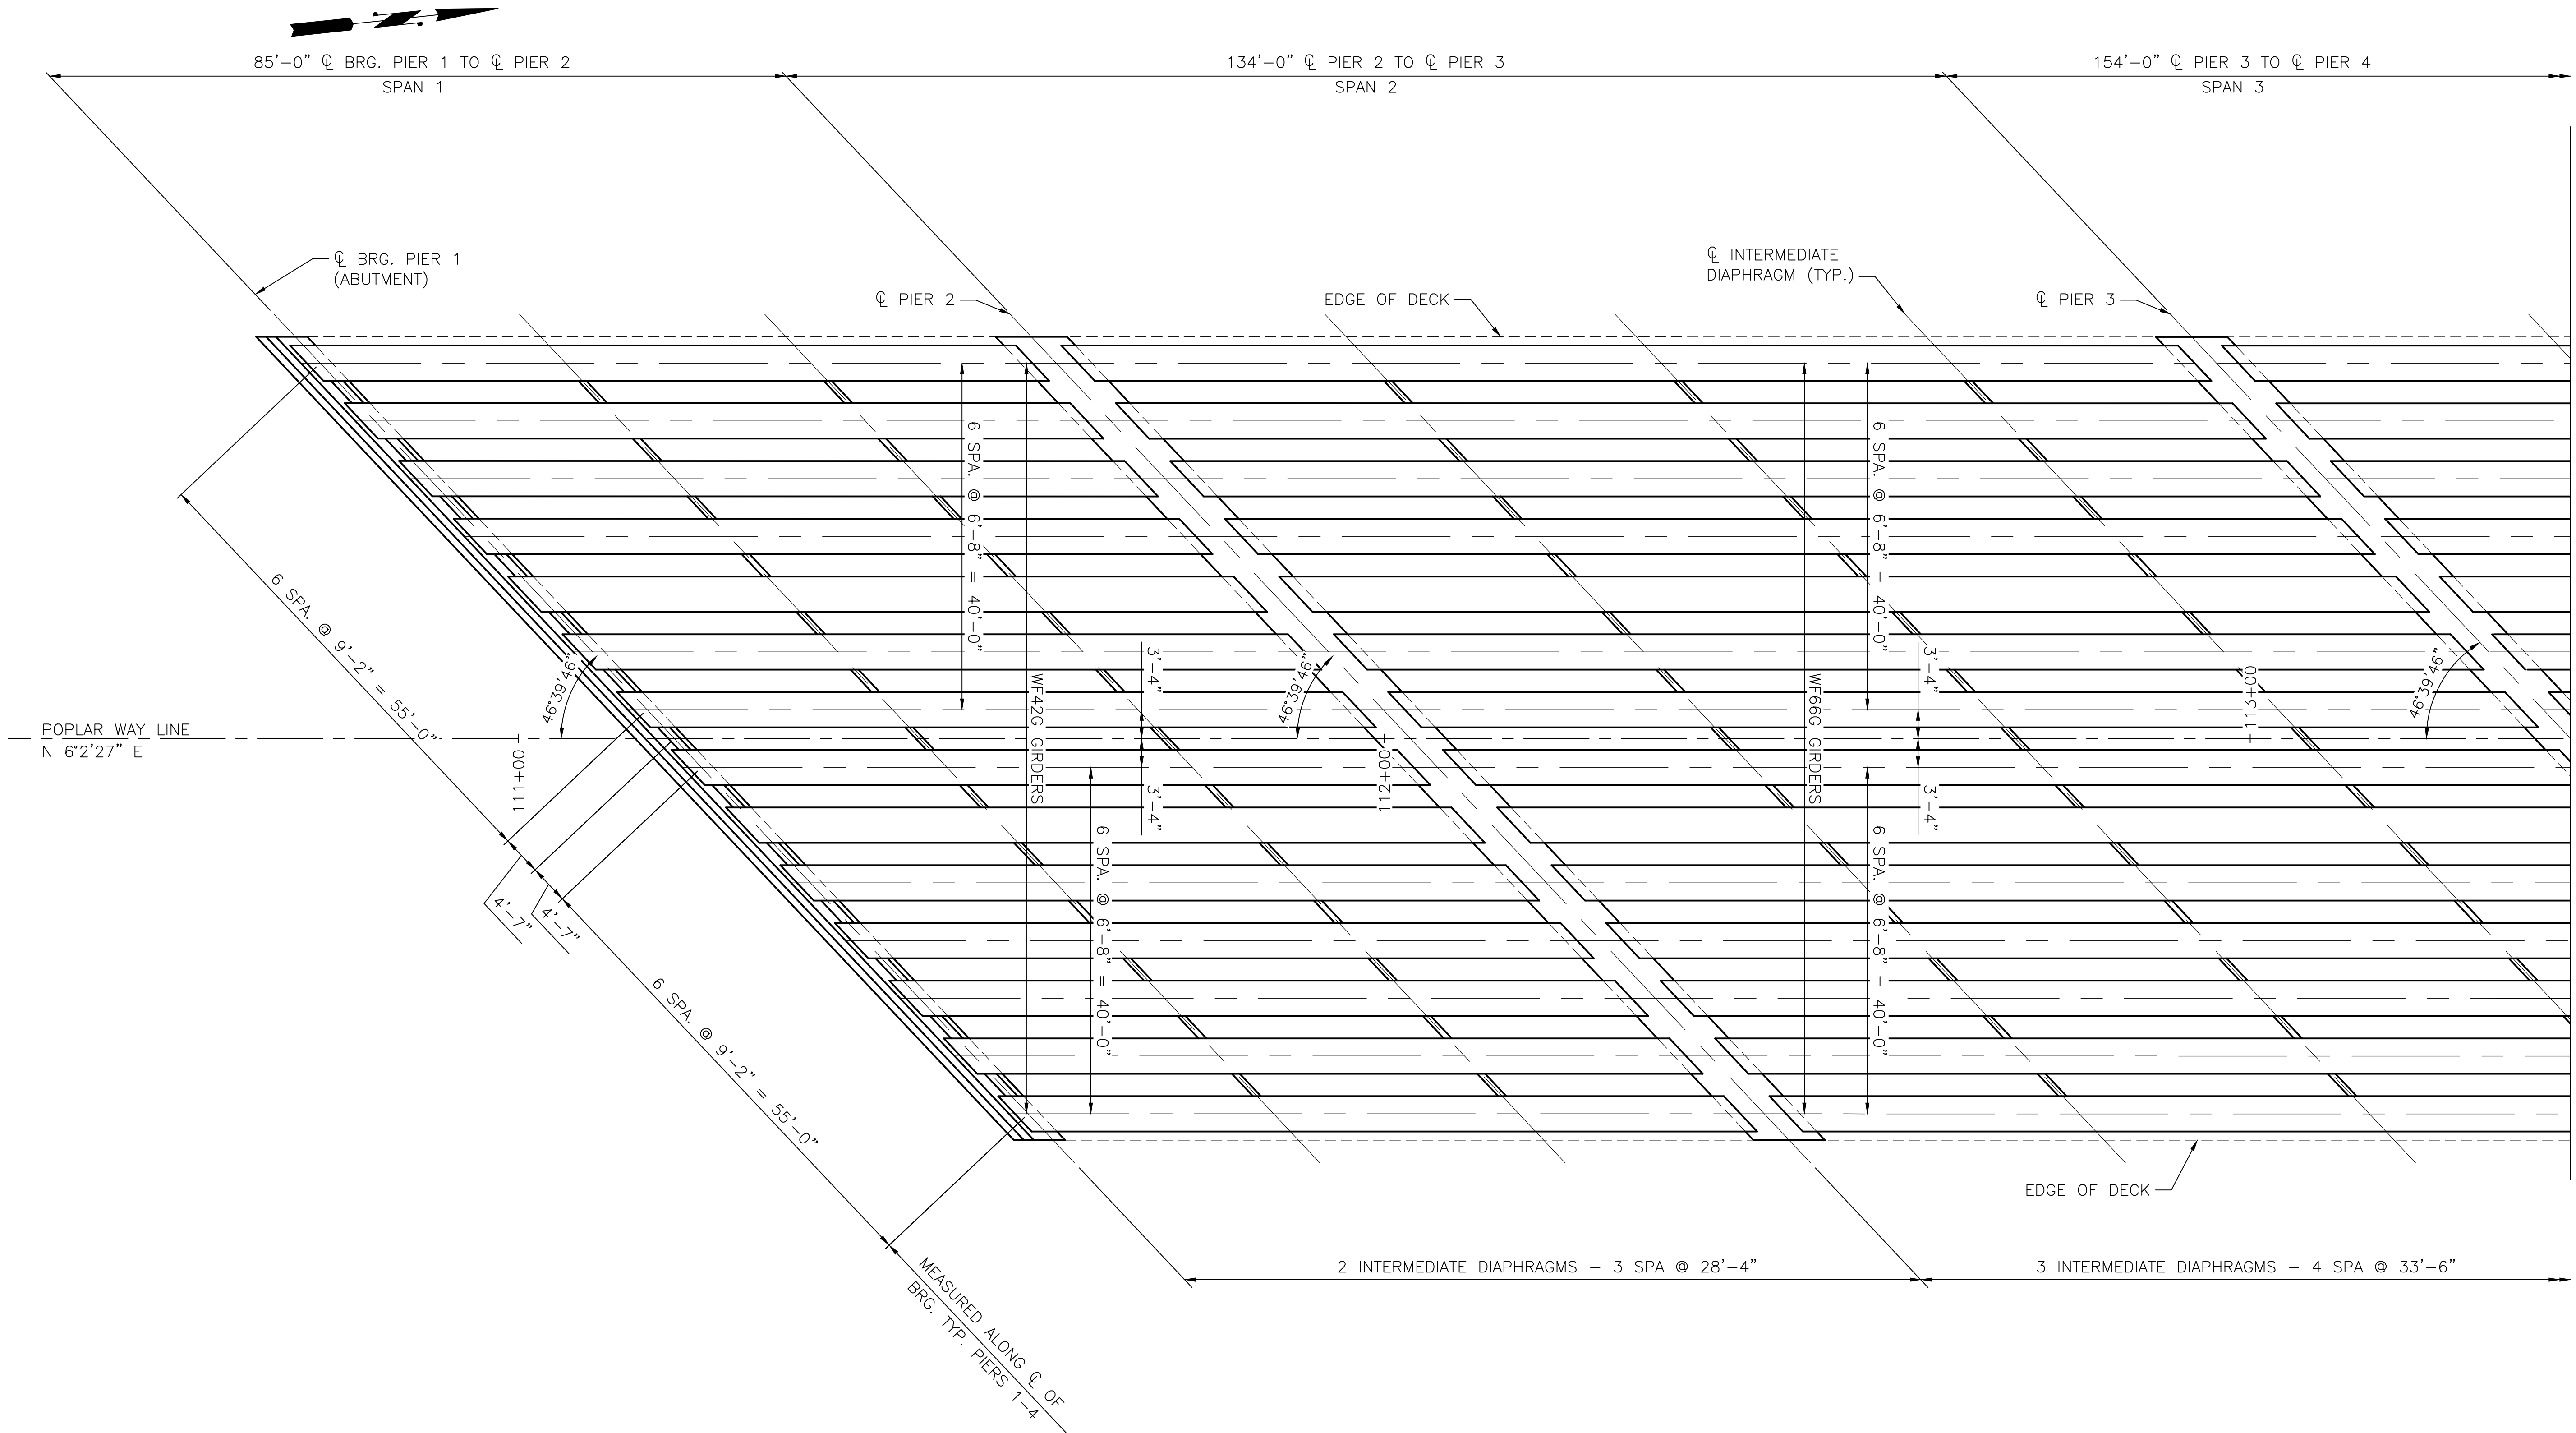 85'-0" ℄ BRG. PIER 1 TO ℄ PIER 2
SPAN 1
134'-0" ℄ PIER 2 TO ℄ PIER 3
SPAN 2
154'-0" ℄ PIER 3 TO ℄ PIER 4
SPAN 3
℄ BRG. PIER 1
(ABUTMENT)
℄ PIER 2
EDGE OF DECK
℄ INTERMEDIATE
DIAPHRAGM (TYP.)
℄ PIER 3
6 SPA. @ 6'-8" = 40'-0"
6 SPA. @ 6'-8" = 40'-0"
6 SPA. @ 9'-2" = 55'-0"
46°39'46"
46°39'46"
46°39'46"
3'-4"
3'-4"
WF42G GIRDERS
WF66G GIRDERS
POPLAR WAY LINE
N 6°2'27" E
111+00
112+00
113+00
3'-4"
3'-4"
6 SPA. @ 6'-8" = 40'-0"
6 SPA. @ 6'-8" = 40'-0"
4'-7"
4'-7"
6 SPA. @ 9'-2" = 55'-0"
EDGE OF DECK
2 INTERMEDIATE DIAPHRAGMS - 3 SPA @ 28'-4"
3 INTERMEDIATE DIAPHRAGMS - 4 SPA @ 33'-6"
MEASURED ALONG ℄ OF
BRG. TYP. PIERS 1-4